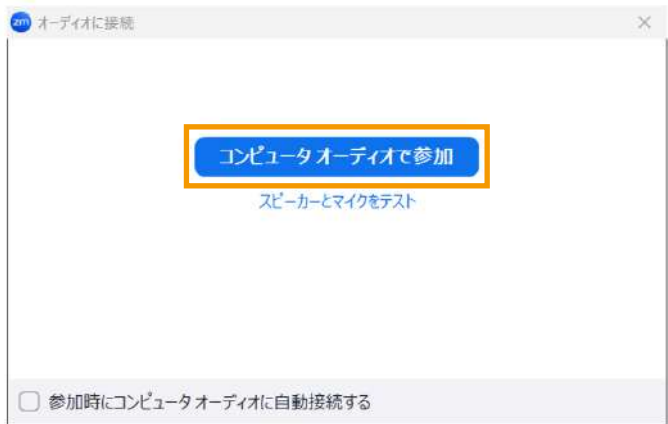 zm オーディオに接続
コンピュータ オーディオで参加
スピーカーとマイクをテスト
参加時にコンピュータ オーディオに自動接続する